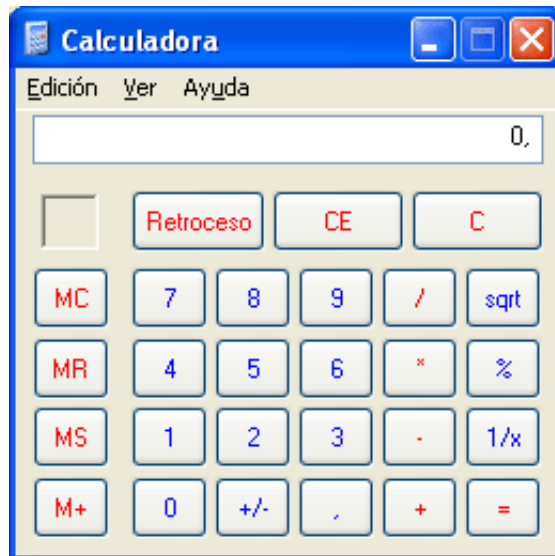 Calculadora
Edición Ver Ayuda
0,
Retroceso CE C
MC 7 8 9 / sqrt
MR 4 5 6 * %
MS 1 2 3 - 1/x
M+ 0 +/- , + =